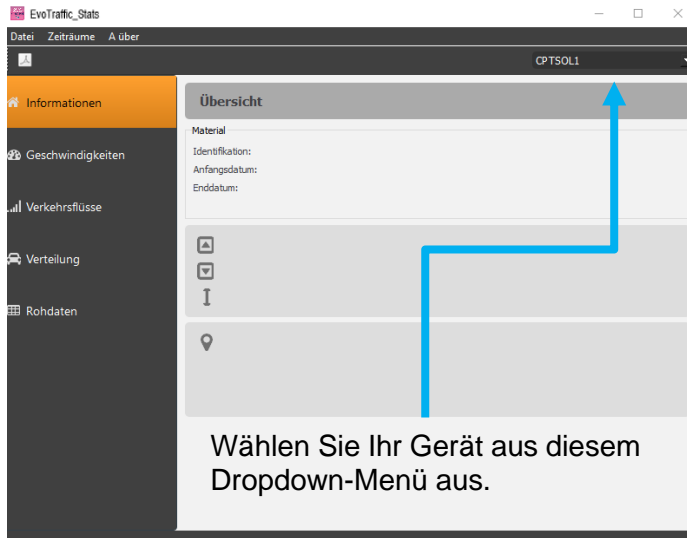 EvoTraffic_Stats
Datei Zeiträume A über
CPTSOL1
Informationen
Übersicht
Material
Identifikation:
Anfangsdatum:
Enddatum:
Geschwindigkeiten
Verkehrsflüsse
Verteilung
Rohdaten
Wählen Sie Ihr Gerät aus diesem
Dropdown-Menü aus.